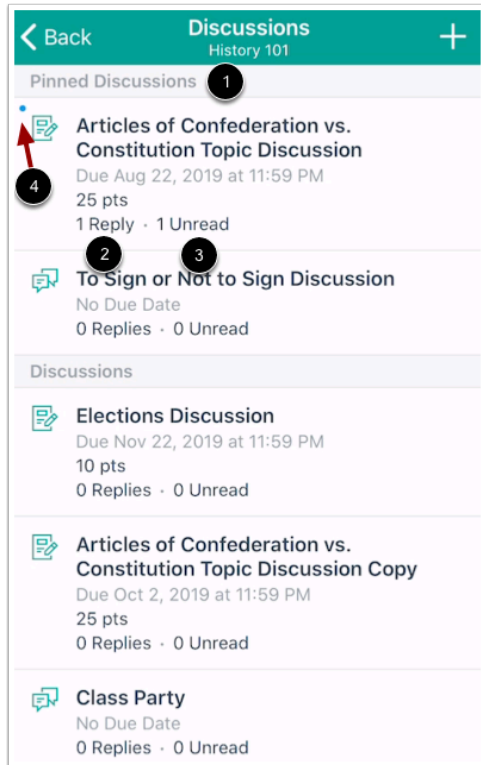 Back
Discussions
History 101
Pinned Discussions 1
Articles of Confederation vs.
Constitution Topic Discussion
Due Aug 22, 2019 at 11:59 PM
4
25 pts
1 Reply · 1 Unread
2 3
To Sign or Not to Sign Discussion
No Due Date
0 Replies · 0 Unread
Discussions
Elections Discussion
Due Nov 22, 2019 at 11:59 PM
10 pts
0 Replies · 0 Unread
Articles of Confederation vs.
Constitution Topic Discussion Copy
Due Oct 2, 2019 at 11:59 PM
25 pts
0 Replies · 0 Unread
Class Party
No Due Date
0 Replies · 0 Unread